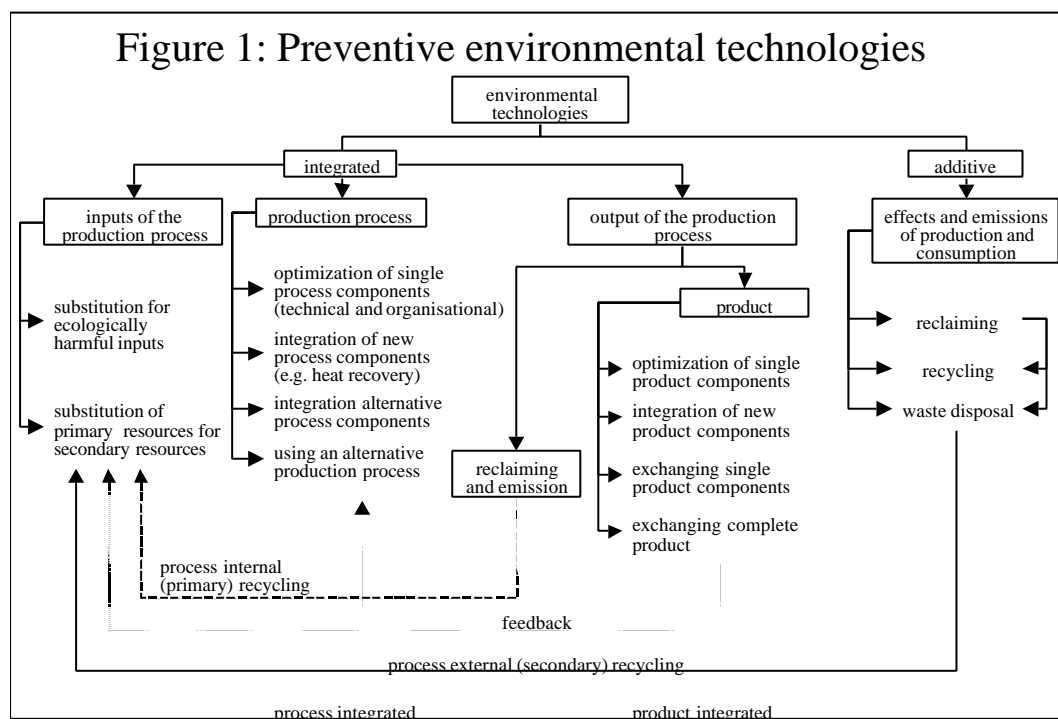 Figure 1: Preventive environmental technologies
environmental
technologies
integrated
additive
inputs of the
production process
production process
output of the production
process
effects and emissions
of production and
consumption
substitution for
ecologically
harmful inputs
substitution of
primary resources for
secondary resources
optimization of single
process components
(technical and organisational)
integration of new
process components
(e.g. heat recovery)
integration alternative
process components
using an alternative
production process
reclaiming
and emission
product
optimization of single
product components
integration of new
product components
exchanging single
product components
exchanging complete
product
reclaiming
recycling
waste disposal
process internal
(primary) recycling
feedback
process external (secondary) recycling
process integrated
product integrated